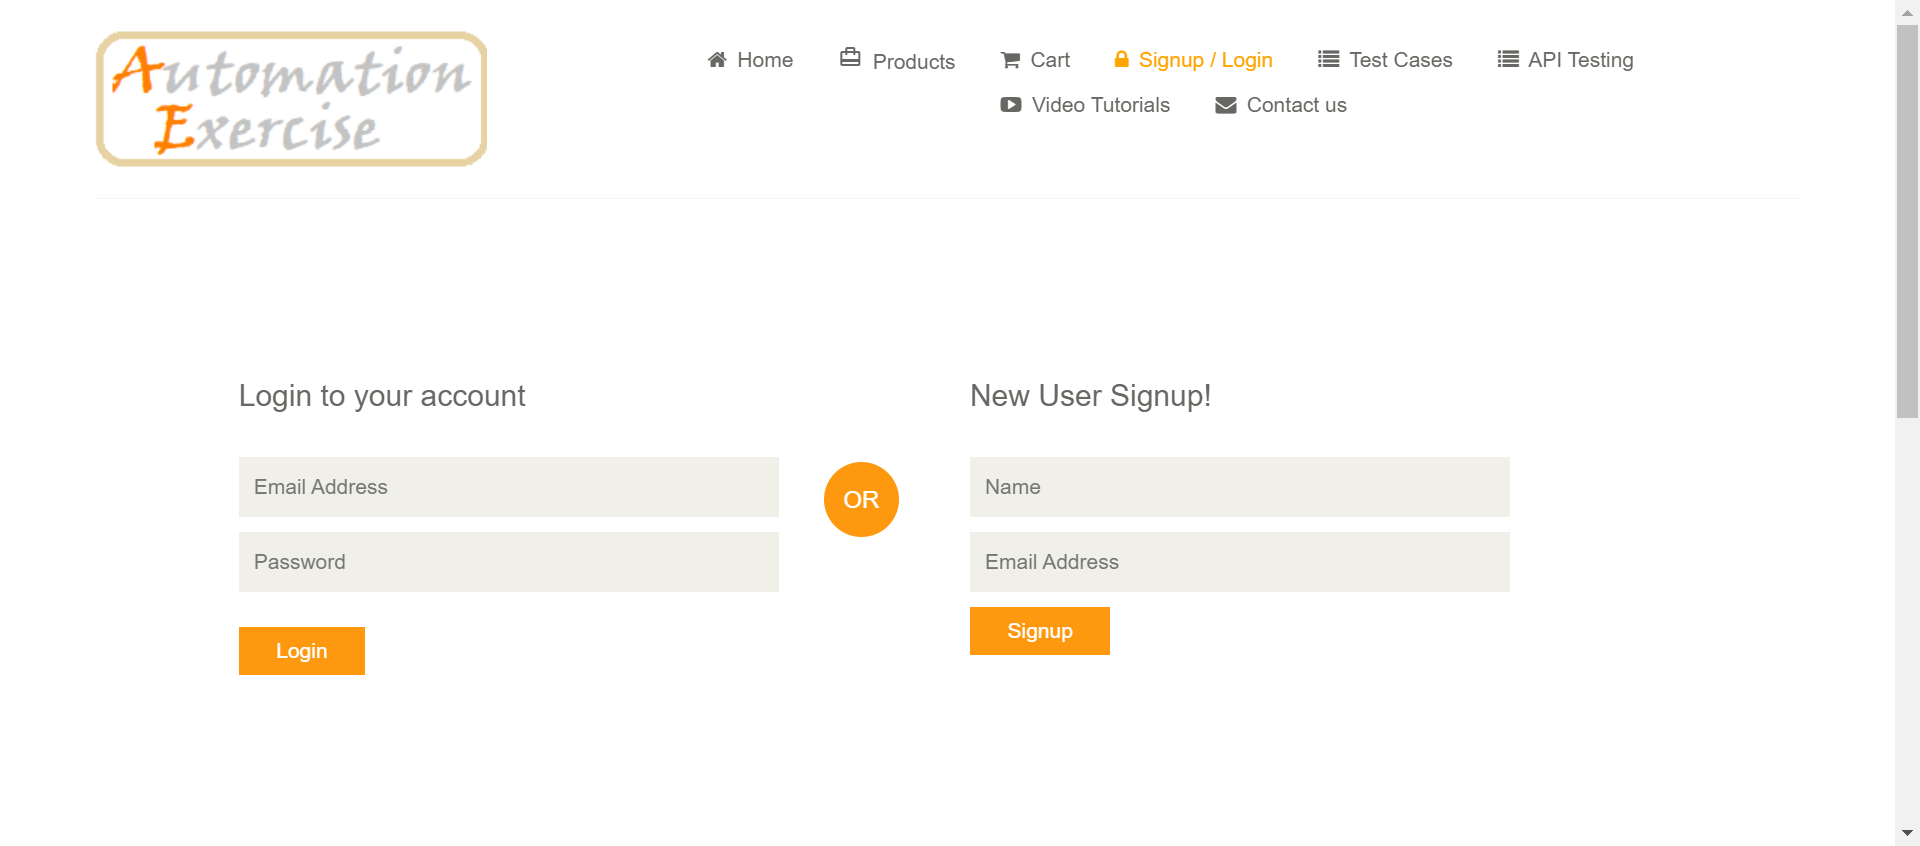 Automation
Exercise
Home Products Cart Signup / Login Test Cases API Testing
Video Tutorials Contact us
Login to your account
Email Address
Password
Login
OR
New User Signup!
Name
Email Address
Signup